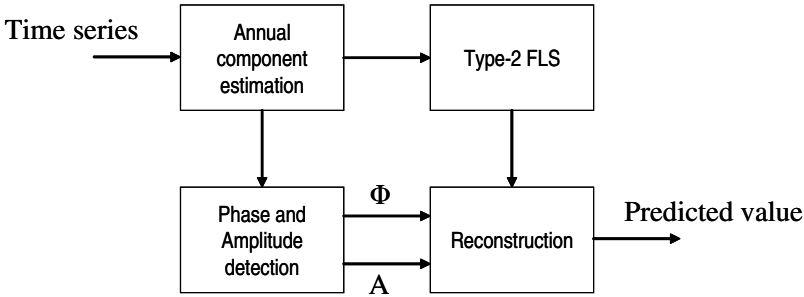 Time series
Annual
component
estimation
Type-2 FLS
Phase and
Amplitude
detection
Φ
A
Reconstruction
Predicted value